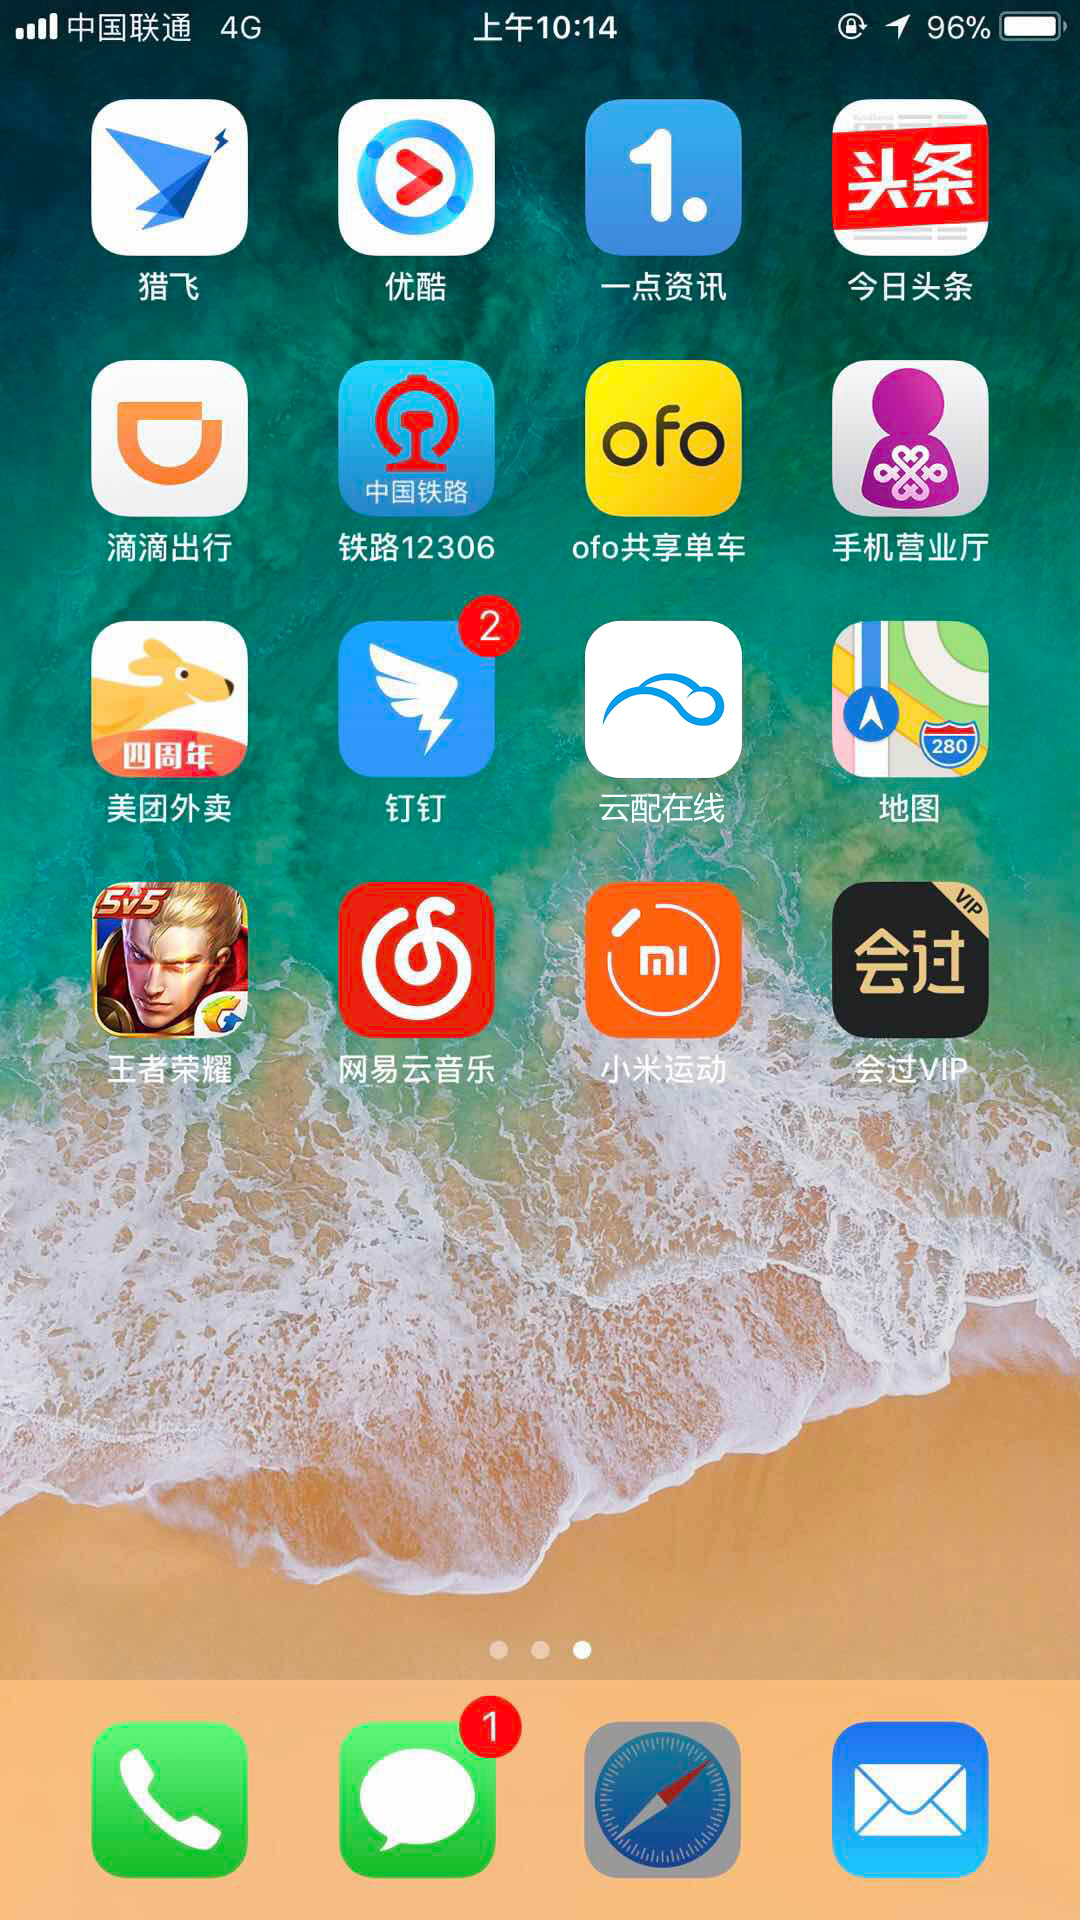 中国联通 4G 上午10:14 96%
1.
头条
猎飞 优酷 一点资讯 今日头条
中国铁路
ofo
滴滴出行 铁路12306 ofo共享单车 手机营业厅
2
四周年
280
美团外卖 钉钉 云配在线 地图
5v5
mi
会过
VIP
王者荣耀 网易云音乐 小米运动 会过VIP
1